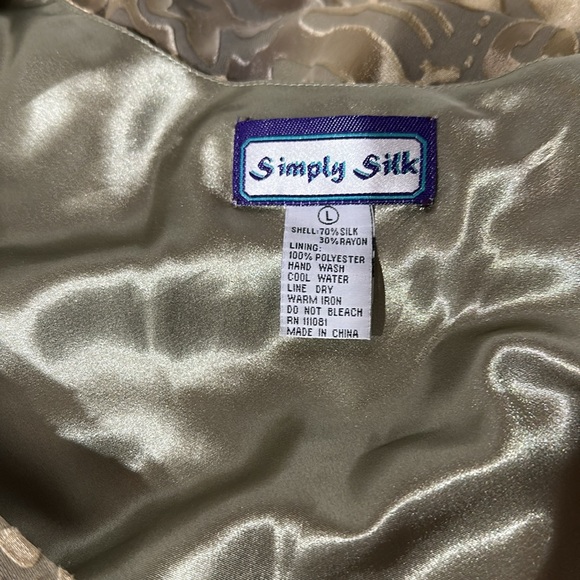 Simply Silk
L
SHELL: 70% SILK
30% RAYON
LINING:
100% POLYESTER
HAND WASH
COOL WATER
LINE DRY
WARM IRON
DO NOT BLEACH
RN 111081
MADE IN CHINA